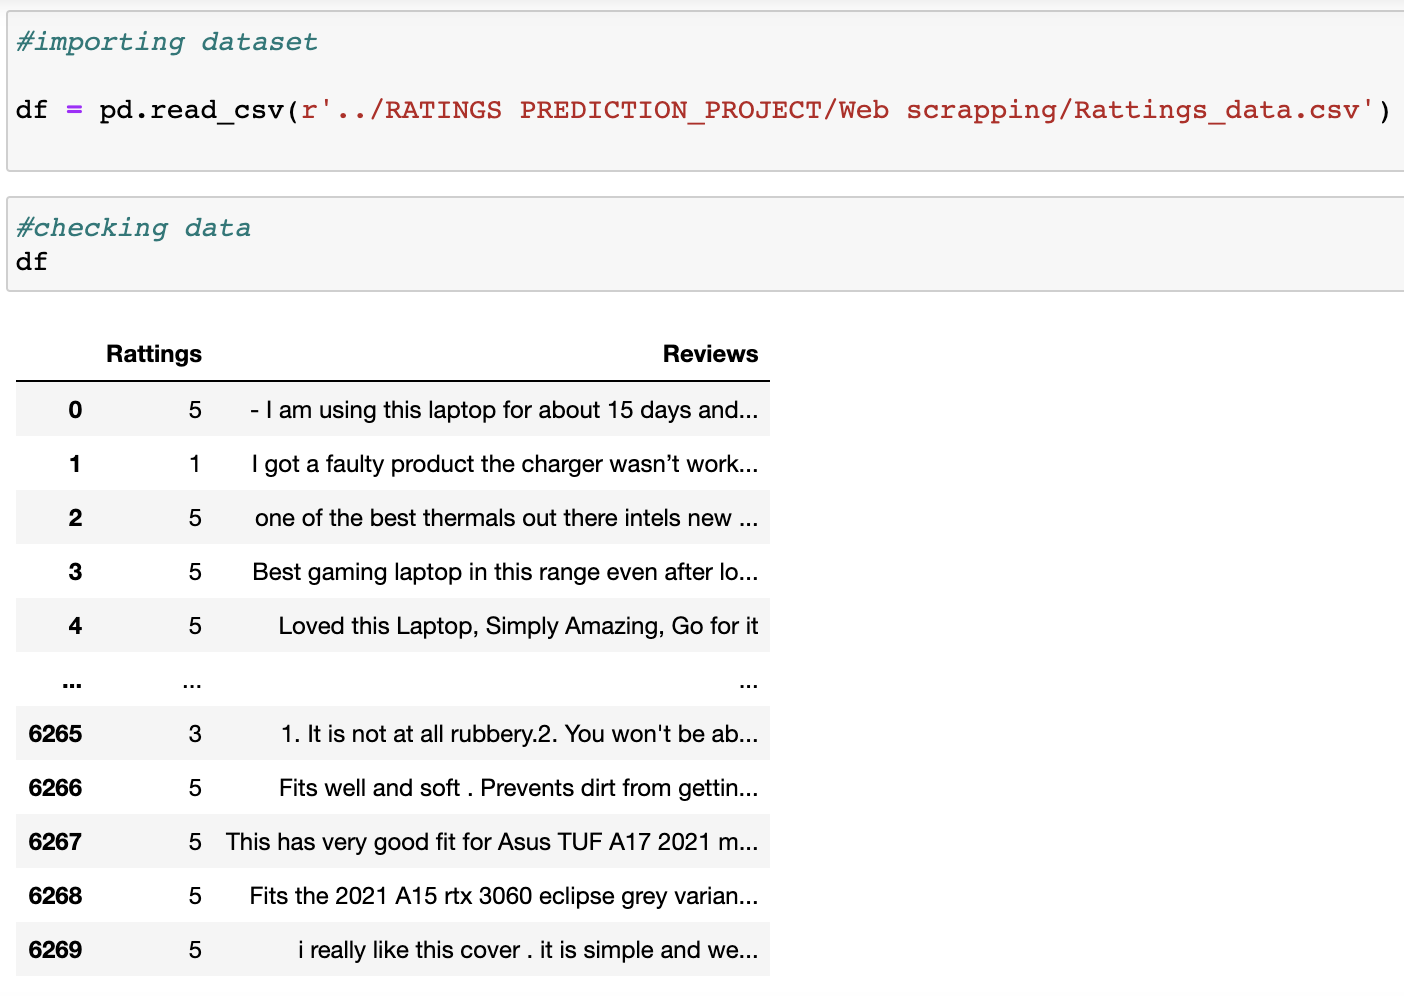 #importing dataset
df = pd.read_csv(r'../RATINGS PREDICTION_PROJECT/Web scrapping/Rattings_data.csv')
#checking data
df
Rattings Reviews
0 5 - I am using this laptop for about 15 days and...
1 1 I got a faulty product the charger wasn’t work...
2 5 one of the best thermals out there intels new ...
3 5 Best gaming laptop in this range even after lo...
4 5 Loved this Laptop, Simply Amazing, Go for it
... ... ...
6265 3 1. It is not at all rubbery.2. You won't be ab...
6266 5 Fits well and soft . Prevents dirt from gettin...
6267 5 This has very good fit for Asus TUF A17 2021 m...
6268 5 Fits the 2021 A15 rtx 3060 eclipse grey varian...
6269 5 i really like this cover . it is simple and we...